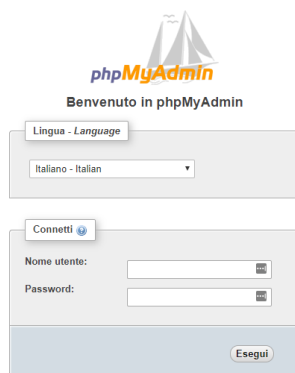 phpMyAdmin
Benvenuto in phpMyAdmin
Lingua - Language
Italiano - Italian
Connetti
Nome utente:
Password:
Esegui